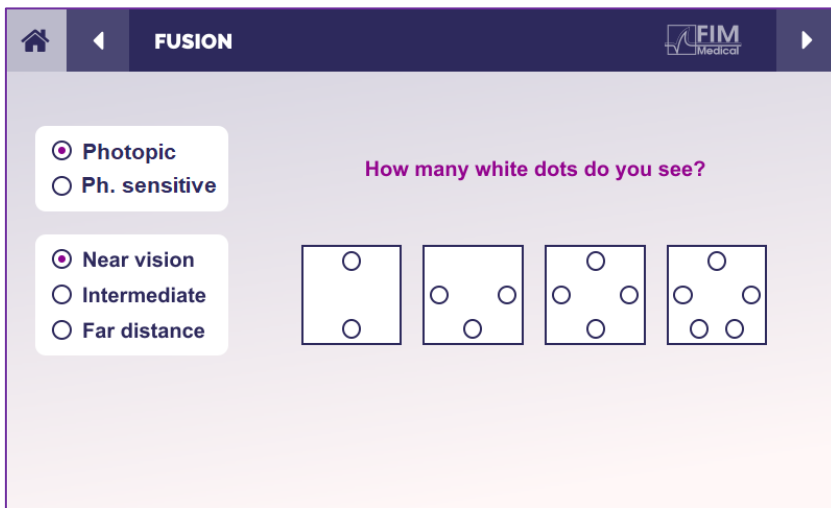 FUSION
FIM
Medical
Photopic
Ph. sensitive
How many white dots do you see?
Near vision
Intermediate
Far distance